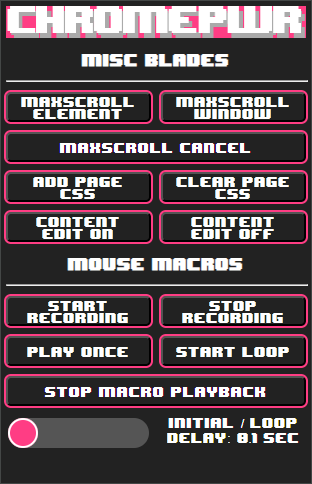 CHROMEPWR
MISC BLADES
MAXSCROLL MAXSCROLL
ELEMENT WINDOW
MAXSCROLL CANCEL
ADD PAGE CLEAR PAGE
CSS CSS
CONTENT CONTENT
EDIT ON EDIT OFF
MOUSE MACROS
START STOP
RECORDING RECORDING
PLAY ONCE START LOOP
STOP MACRO PLAYBACK
INITIAL / LOOP
DELAY: 0.1 SEC